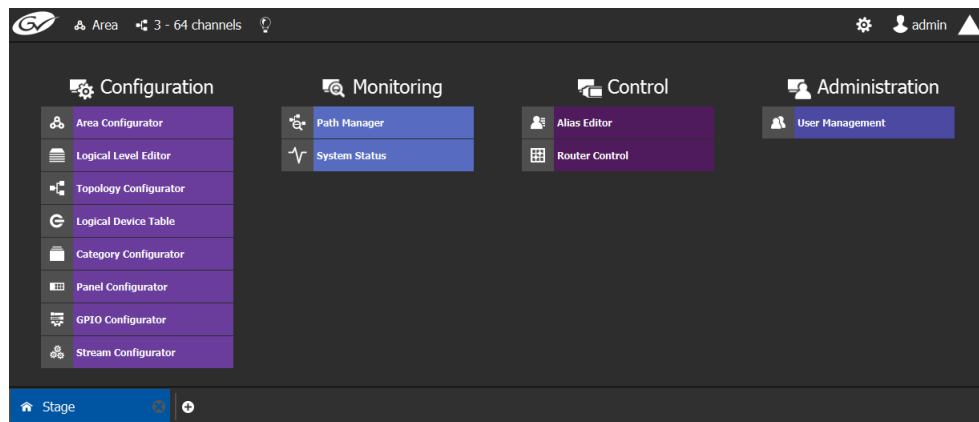 GV Area 3 - 64 channels admin
Configuration
Area Configurator
Logical Level Editor
Topology Configurator
Logical Device Table
Category Configurator
Panel Configurator
GPIO Configurator
Stream Configurator
Monitoring
Path Manager
System Status
Control
Alias Editor
Router Control
Administration
User Management
Stage